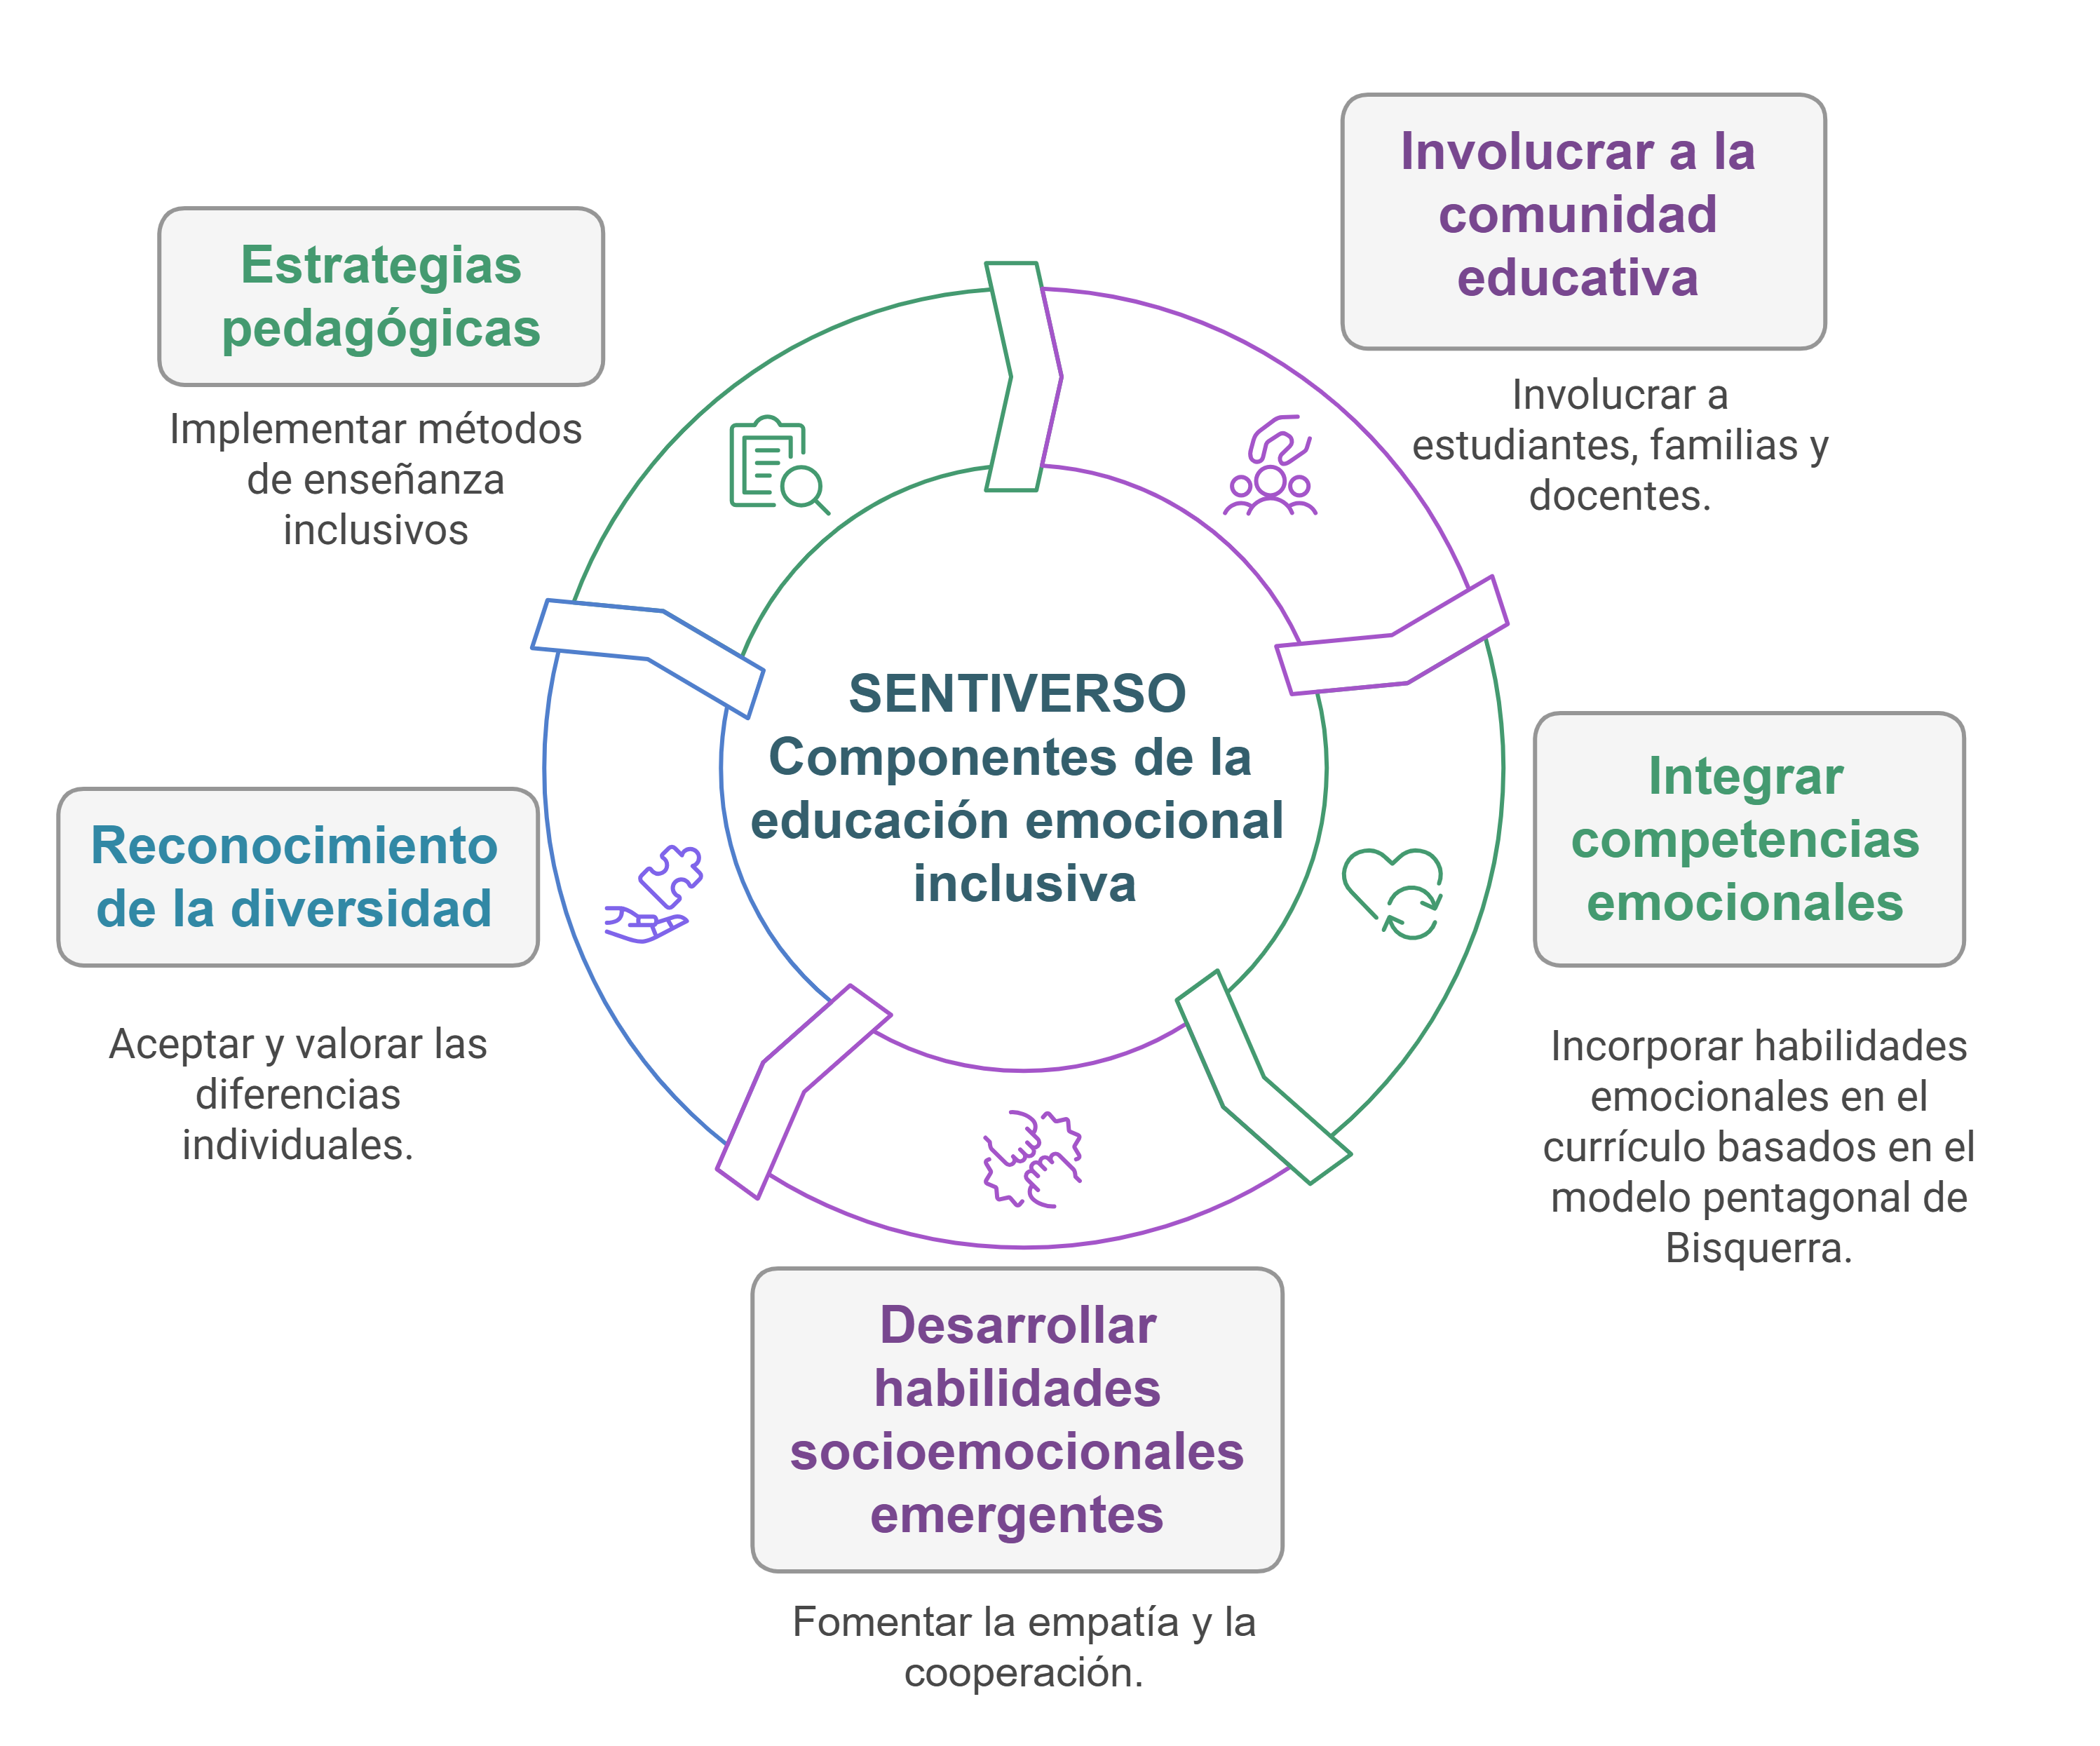 Involucrar a la
comunidad
educativa
Involucrar a
estudiantes, familias y
docentes.
Estrategias
pedagógicas
Implementar métodos
de enseñanza
inclusivos
SENTIVERSO
Componentes de la
educación emocional
inclusiva
Integrar
competencias
emocionales
Incorporar habilidades
emocionales en el
currículo basados en el
modelo pentagonal de
Bisquerra.
Reconocimiento
de la diversidad
Aceptar y valorar las
diferencias
individuales.
Desarrollar
habilidades
socioemocionales
emergentes
Fomentar la empatía y la
cooperación.